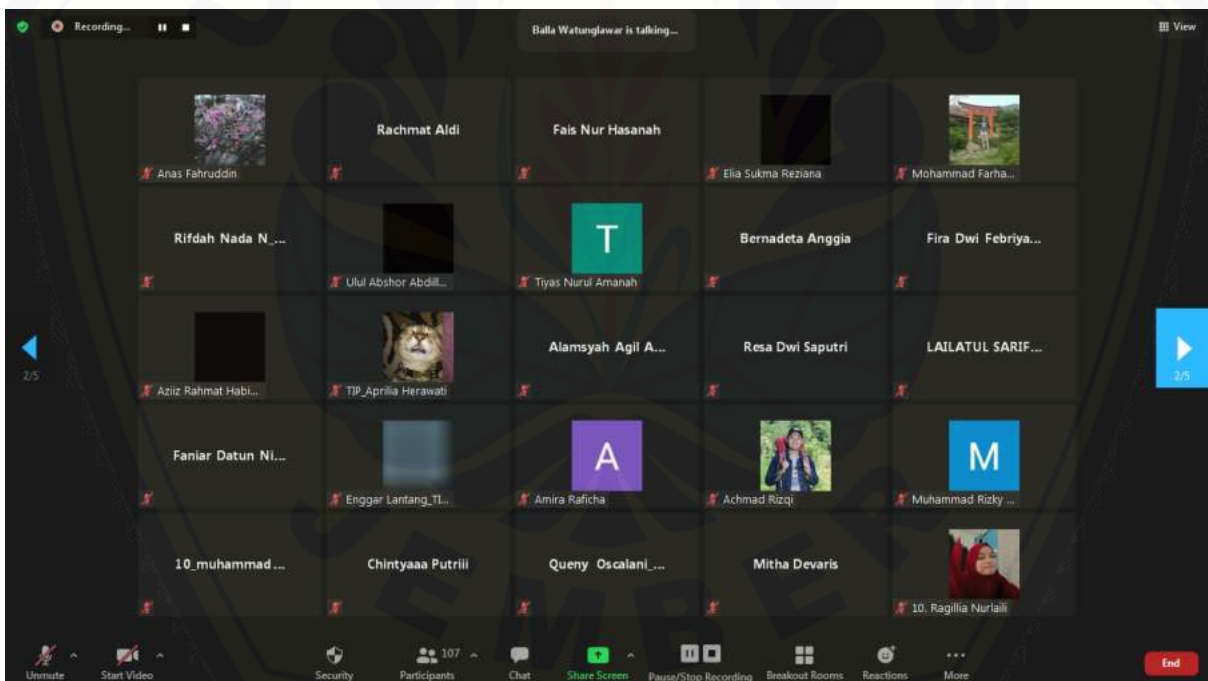 Recording...
Balla Watunglawar is talking...
View
Anas Fahruddin
Rachmat Aldi
Fais Nur Hasanah
Elia Sukma Reziana
Mohammad Farha...
Rifdah Nada N_...
Ulul Abshor Abdill...
T
Tiyas Nurul Amanah
Bernadeta Anggia
Fira Dwi Febriya...
2/5
2/5
Aziiz Rahmat Habi...
TIP_Aprilia Herawati
Alamsyah Agil A...
Resa Dwi Saputri
LAILATUL SARIF...
Faniar Datun Ni...
Enggar Lantang_TI...
A
Amira Raficha
Achmad Rizqi
M
Muhammad Rizky ...
10_muhammad ...
Chintyaaa Putriii
Queny Oscalani_...
Mitha Devaris
10. Ragillia Nurlaili
JEMBER
Unmute
Start Video
Security
107
Participants
Chat
Share Screen
Pause/Stop Recording
Breakout Rooms
Reactions
More
End